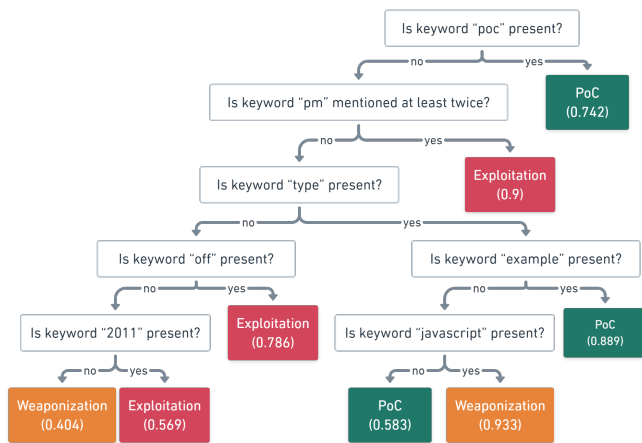 Is keyword “poc” present?
no
yes
PoC
(0.742)
Is keyword “pm” mentioned at least twice?
no
yes
Exploitation
(0.9)
Is keyword “type” present?
no
yes
Is keyword “off” present?
Is keyword “example” present?
no
yes
no
yes
Is keyword “2011” present?
Exploitation
(0.786)
Is keyword “javascript” present?
PoC
(0.889)
no
yes
no
yes
Weaponization
(0.404)
Exploitation
(0.569)
PoC
(0.583)
Weaponization
(0.933)